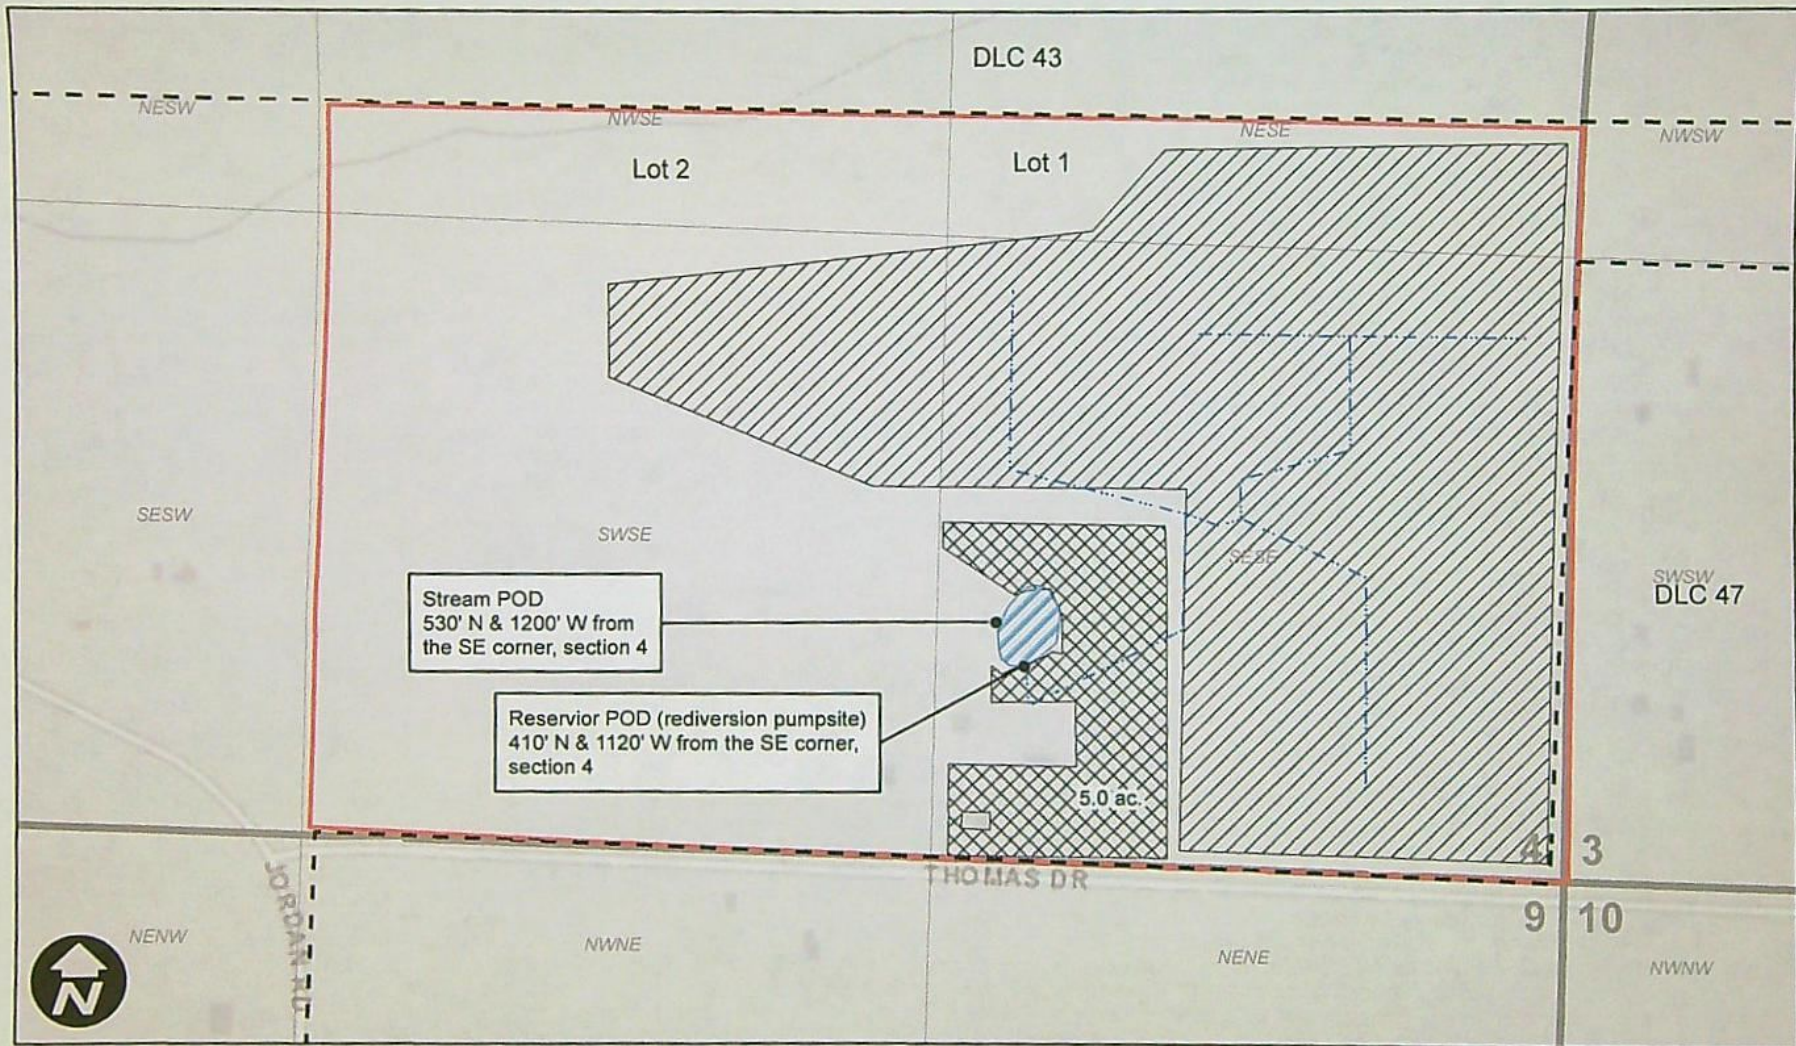 DLC 43
NESW
NWSE
NESE
NWSW
Lot 2
Lot 1
SESW
SWSE
SESE
SWSW
DLC 47
Stream POD
530' N & 1200' W from
the SE corner, section 4
Reservior POD (rediversion pumpsite)
410' N & 1120' W from the SE corner,
section 4
5.0 ac.
4
3
THOMAS DR
JORDAN RD
9
10
NENW
NWNE
NENE
NWNW
N